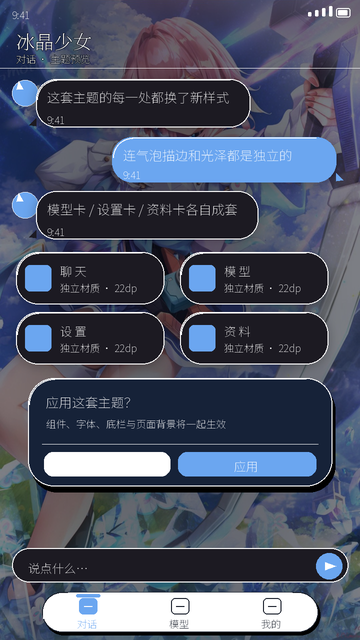 9:41
冰晶少女
对话 · 主题预览
这套主题的每一处都换了新样式
9:41
连气泡描边和光泽都是独立的
9:41
模型卡 / 设置卡 / 资料卡各自成套
9:41
聊天
独立材质 · 22dp
模型
独立材质 · 22dp
设置
独立材质 · 22dp
资料
独立材质 · 22dp
应用这套主题?
组件、字体、底栏与页面背景将一起生效
应用
说点什么…
对话
模型
我的